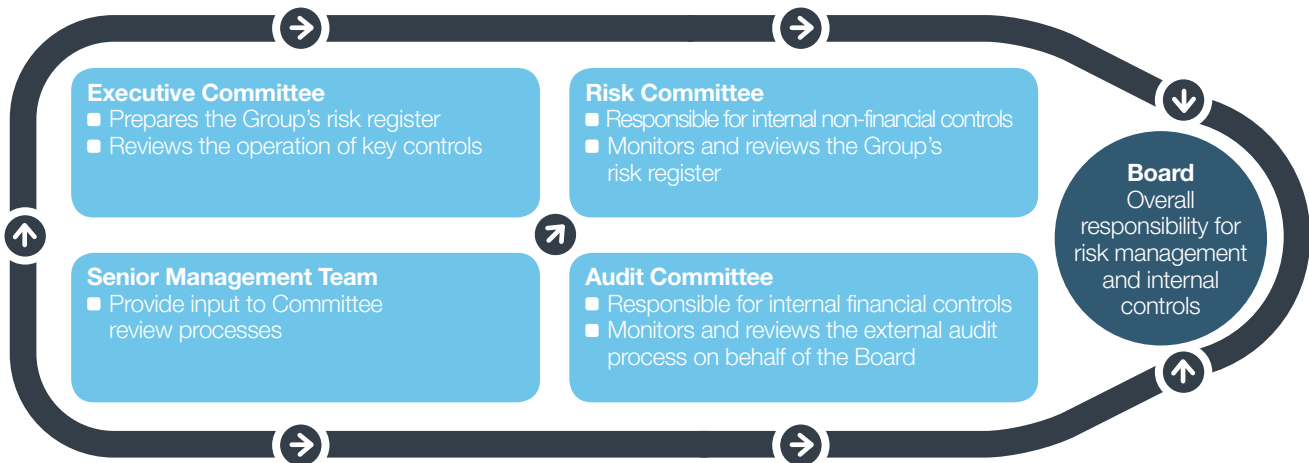 Executive Committee
Prepares the Group's risk register
Reviews the operation of key controls
Risk Committee
Responsible for internal non-financial controls
Monitors and reviews the Group's
risk register
Senior Management Team
Provide input to Committee
review processes
Audit Committee
Responsible for internal financial controls
Monitors and reviews the external audit
process on behalf of the Board
Board
Overall
responsibility for
risk management
and internal
controls